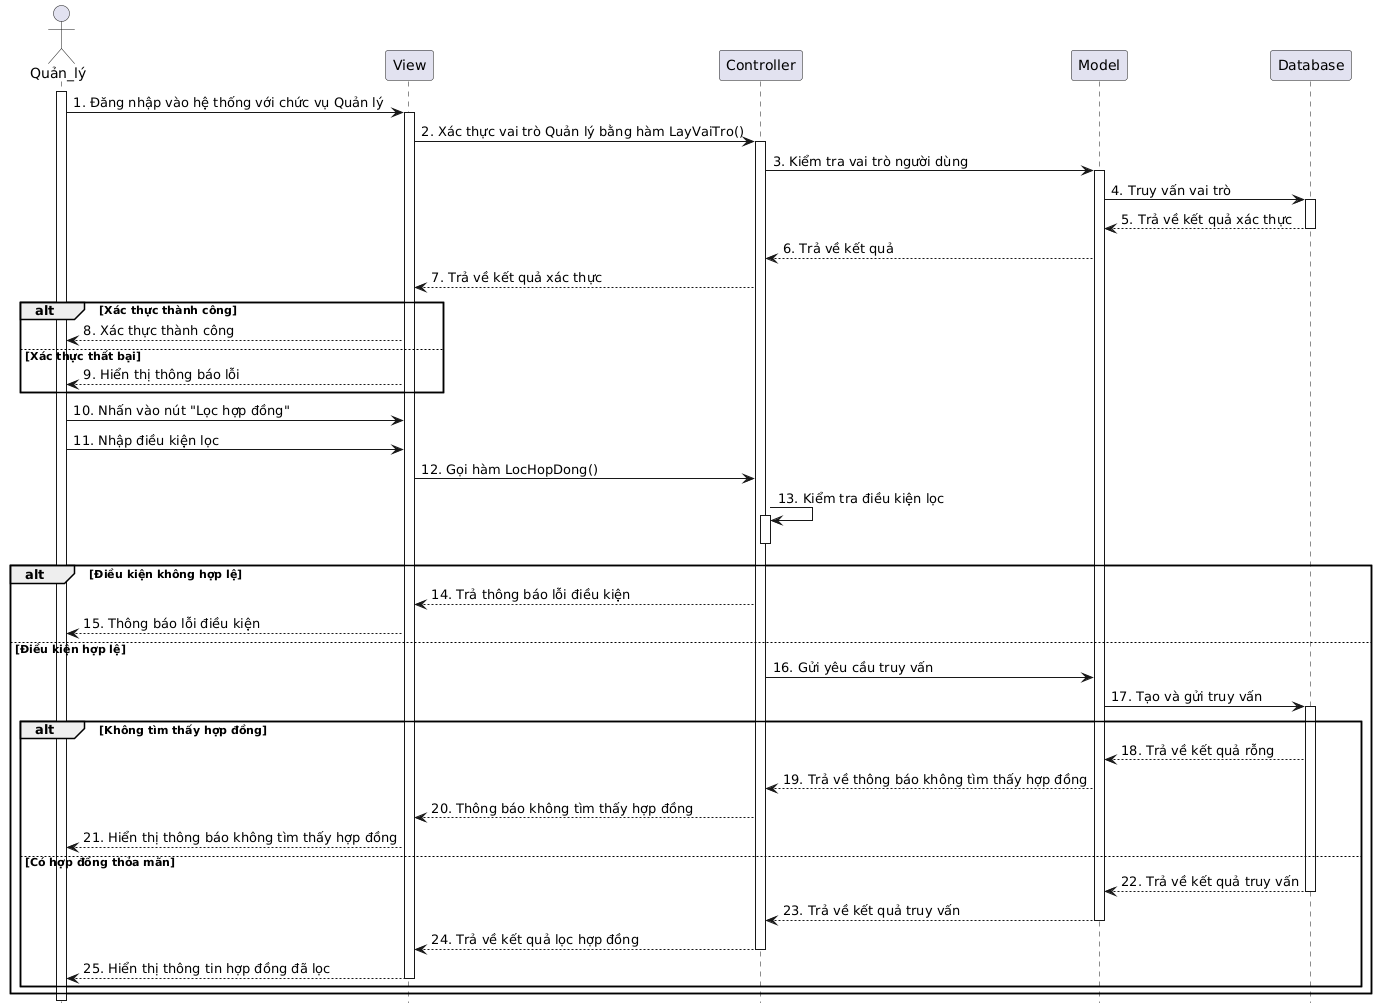 Quản_lý
View
Controller
Model
Database
1. Đăng nhập vào hệ thống với chức vụ Quản lý
2. Xác thực vai trò Quản lý bằng hàm LayVaiTro()
3. Kiểm tra vai trò người dùng
4. Truy vấn vai trò
5. Trả về kết quả xác thực
6. Trả về kết quả
7. Trả về kết quả xác thực
alt [Xác thực thành công]
8. Xác thực thành công
[Xác thực thất bại]
9. Hiển thị thông báo lỗi
10. Nhấn vào nút "Lọc hợp đồng"
11. Nhập điều kiện lọc
12. Gọi hàm LocHopDong()
13. Kiểm tra điều kiện lọc
alt [Điều kiện không hợp lệ]
14. Trả thông báo lỗi điều kiện
15. Thông báo lỗi điều kiện
[Điều kiện hợp lệ]
16. Gửi yêu cầu truy vấn
17. Tạo và gửi truy vấn
alt [Không tìm thấy hợp đồng]
18. Trả về kết quả rỗng
19. Trả về thông báo không tìm thấy hợp đồng
20. Thông báo không tìm thấy hợp đồng
21. Hiển thị thông báo không tìm thấy hợp đồng
[Có hợp đồng thỏa mãn]
22. Trả về kết quả truy vấn
23. Trả về kết quả truy vấn
24. Trả về kết quả lọc hợp đồng
25. Hiển thị thông tin hợp đồng đã lọc